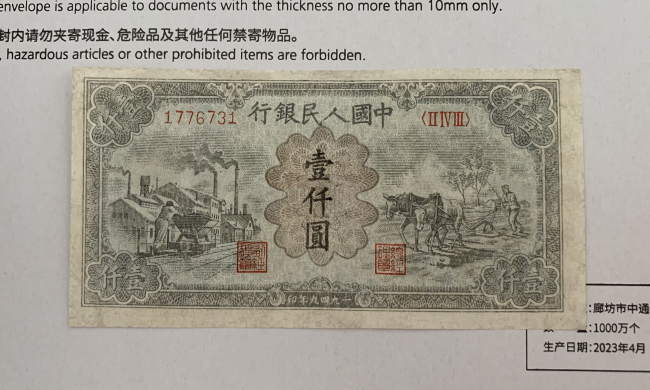 envelope is applicable to documents with the thickness no more than 10mm only.
封内请勿夹寄现金、危险品及其他任何禁寄物品。
, hazardous articles or other prohibited items are forbidden.
1776731
行銀民人國中
〈ⅡⅣⅢ〉
壹仟圓
壹仟
印年九四九一
:廊坊市中通
:1000万个
生产日期:2023年4月